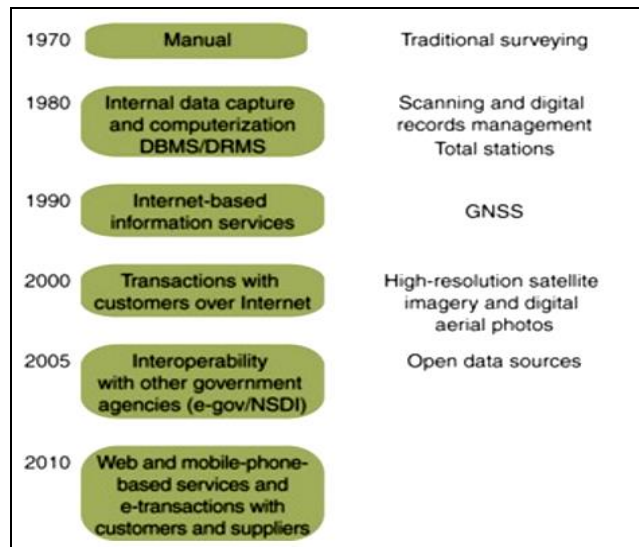 1970 Manual Traditional surveying
1980 Internal data capture Scanning and digital
and computerization records management
DBMS/DRMS Total stations
1990 Internet-based
information services GNSS
2000 Transactions with High-resolution satellite
customers over Internet imagery and digital
aerial photos
2005 Interoperability Open data sources
with other government
agencies (e-gov/NSDI)
2010 Web and mobile-phone-
based services and
e-transactions with
customers and suppliers